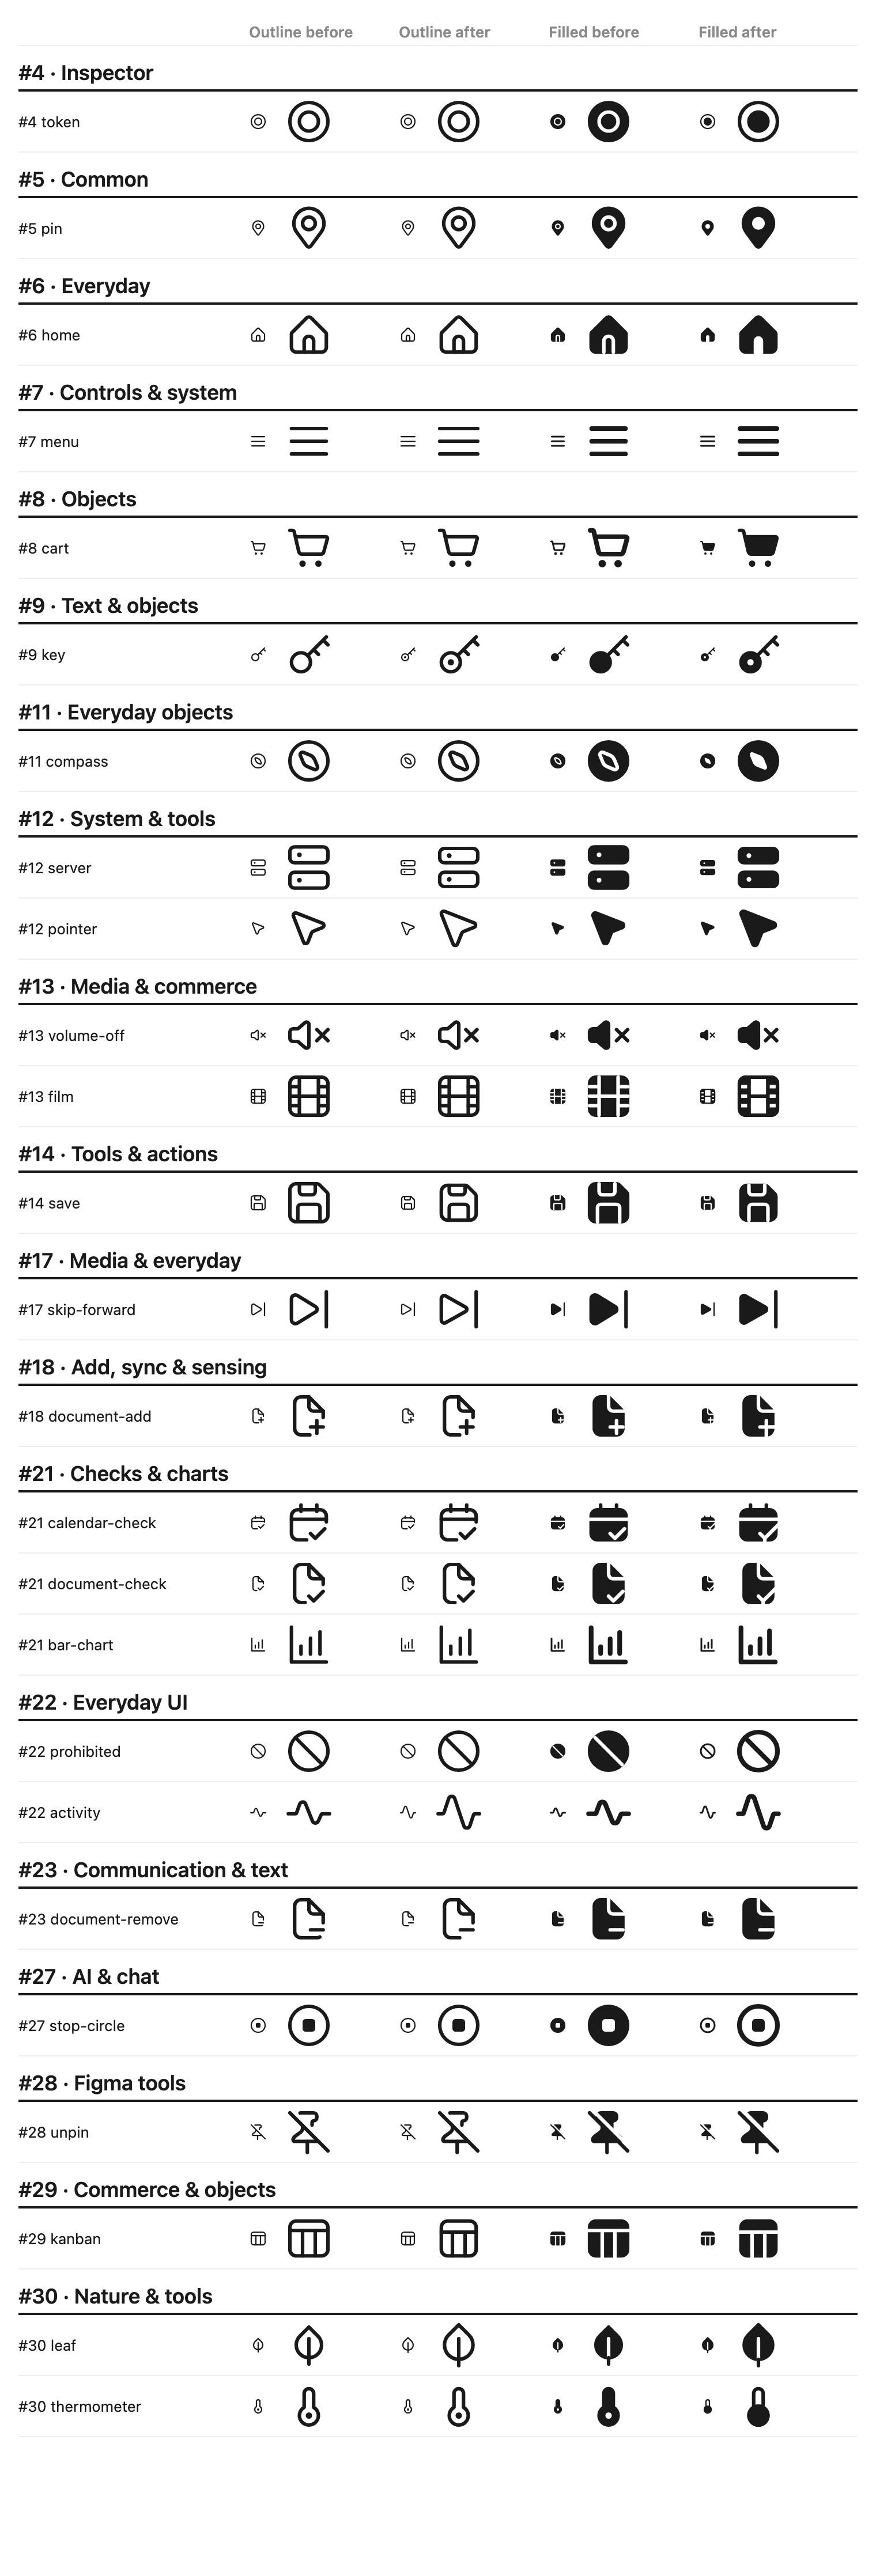 Outline before Outline after Filled before Filled after
#4 · Inspector
#4 token
#5 · Common
#5 pin
#6 · Everyday
#6 home
#7 · Controls & system
#7 menu
#8 · Objects
#8 cart
#9 · Text & objects
#9 key
#11 · Everyday objects
#11 compass
#12 · System & tools
#12 server
#12 pointer
#13 · Media & commerce
#13 volume-off
#13 film
#14 · Tools & actions
#14 save
#17 · Media & everyday
#17 skip-forward
#18 · Add, sync & sensing
#18 document-add
#21 · Checks & charts
#21 calendar-check
#21 document-check
#21 bar-chart
#22 · Everyday UI
#22 prohibited
#22 activity
#23 · Communication & text
#23 document-remove
#27 · AI & chat
#27 stop-circle
#28 · Figma tools
#28 unpin
#29 · Commerce & objects
#29 kanban
#30 · Nature & tools
#30 leaf
#30 thermometer